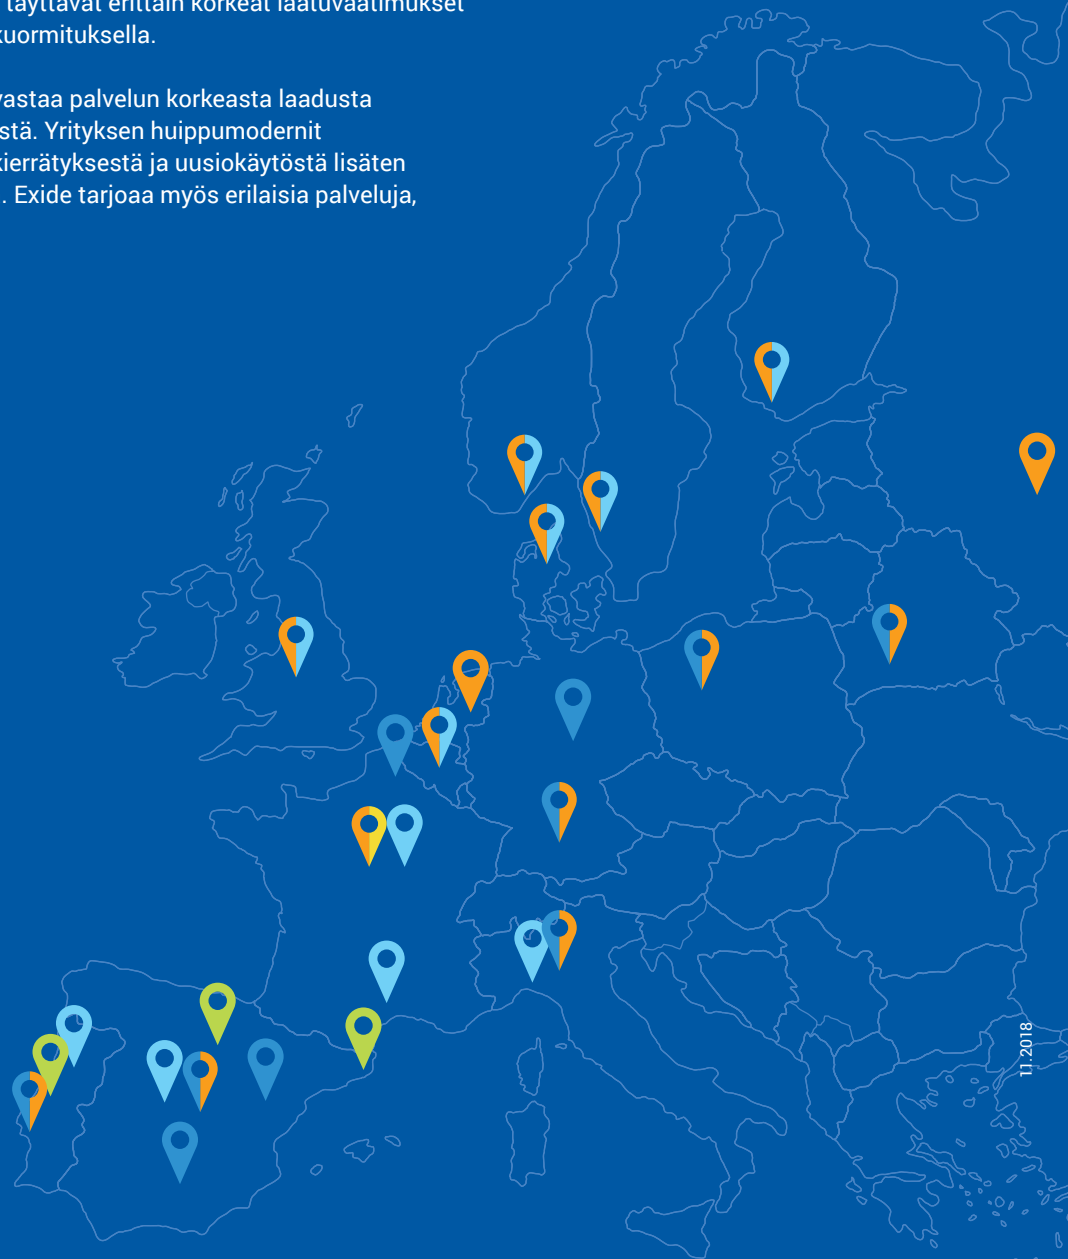 täyttävät erittäin korkeat laatuvaatimukset
kuormituksella.
vastaa palvelun korkeasta laadusta
stä. Yrityksen huippumodernit
kierrätyksestä ja uusiokäytöstä lisäten
. Exide tarjoaa myös erilaisia palveluja,
11.2018